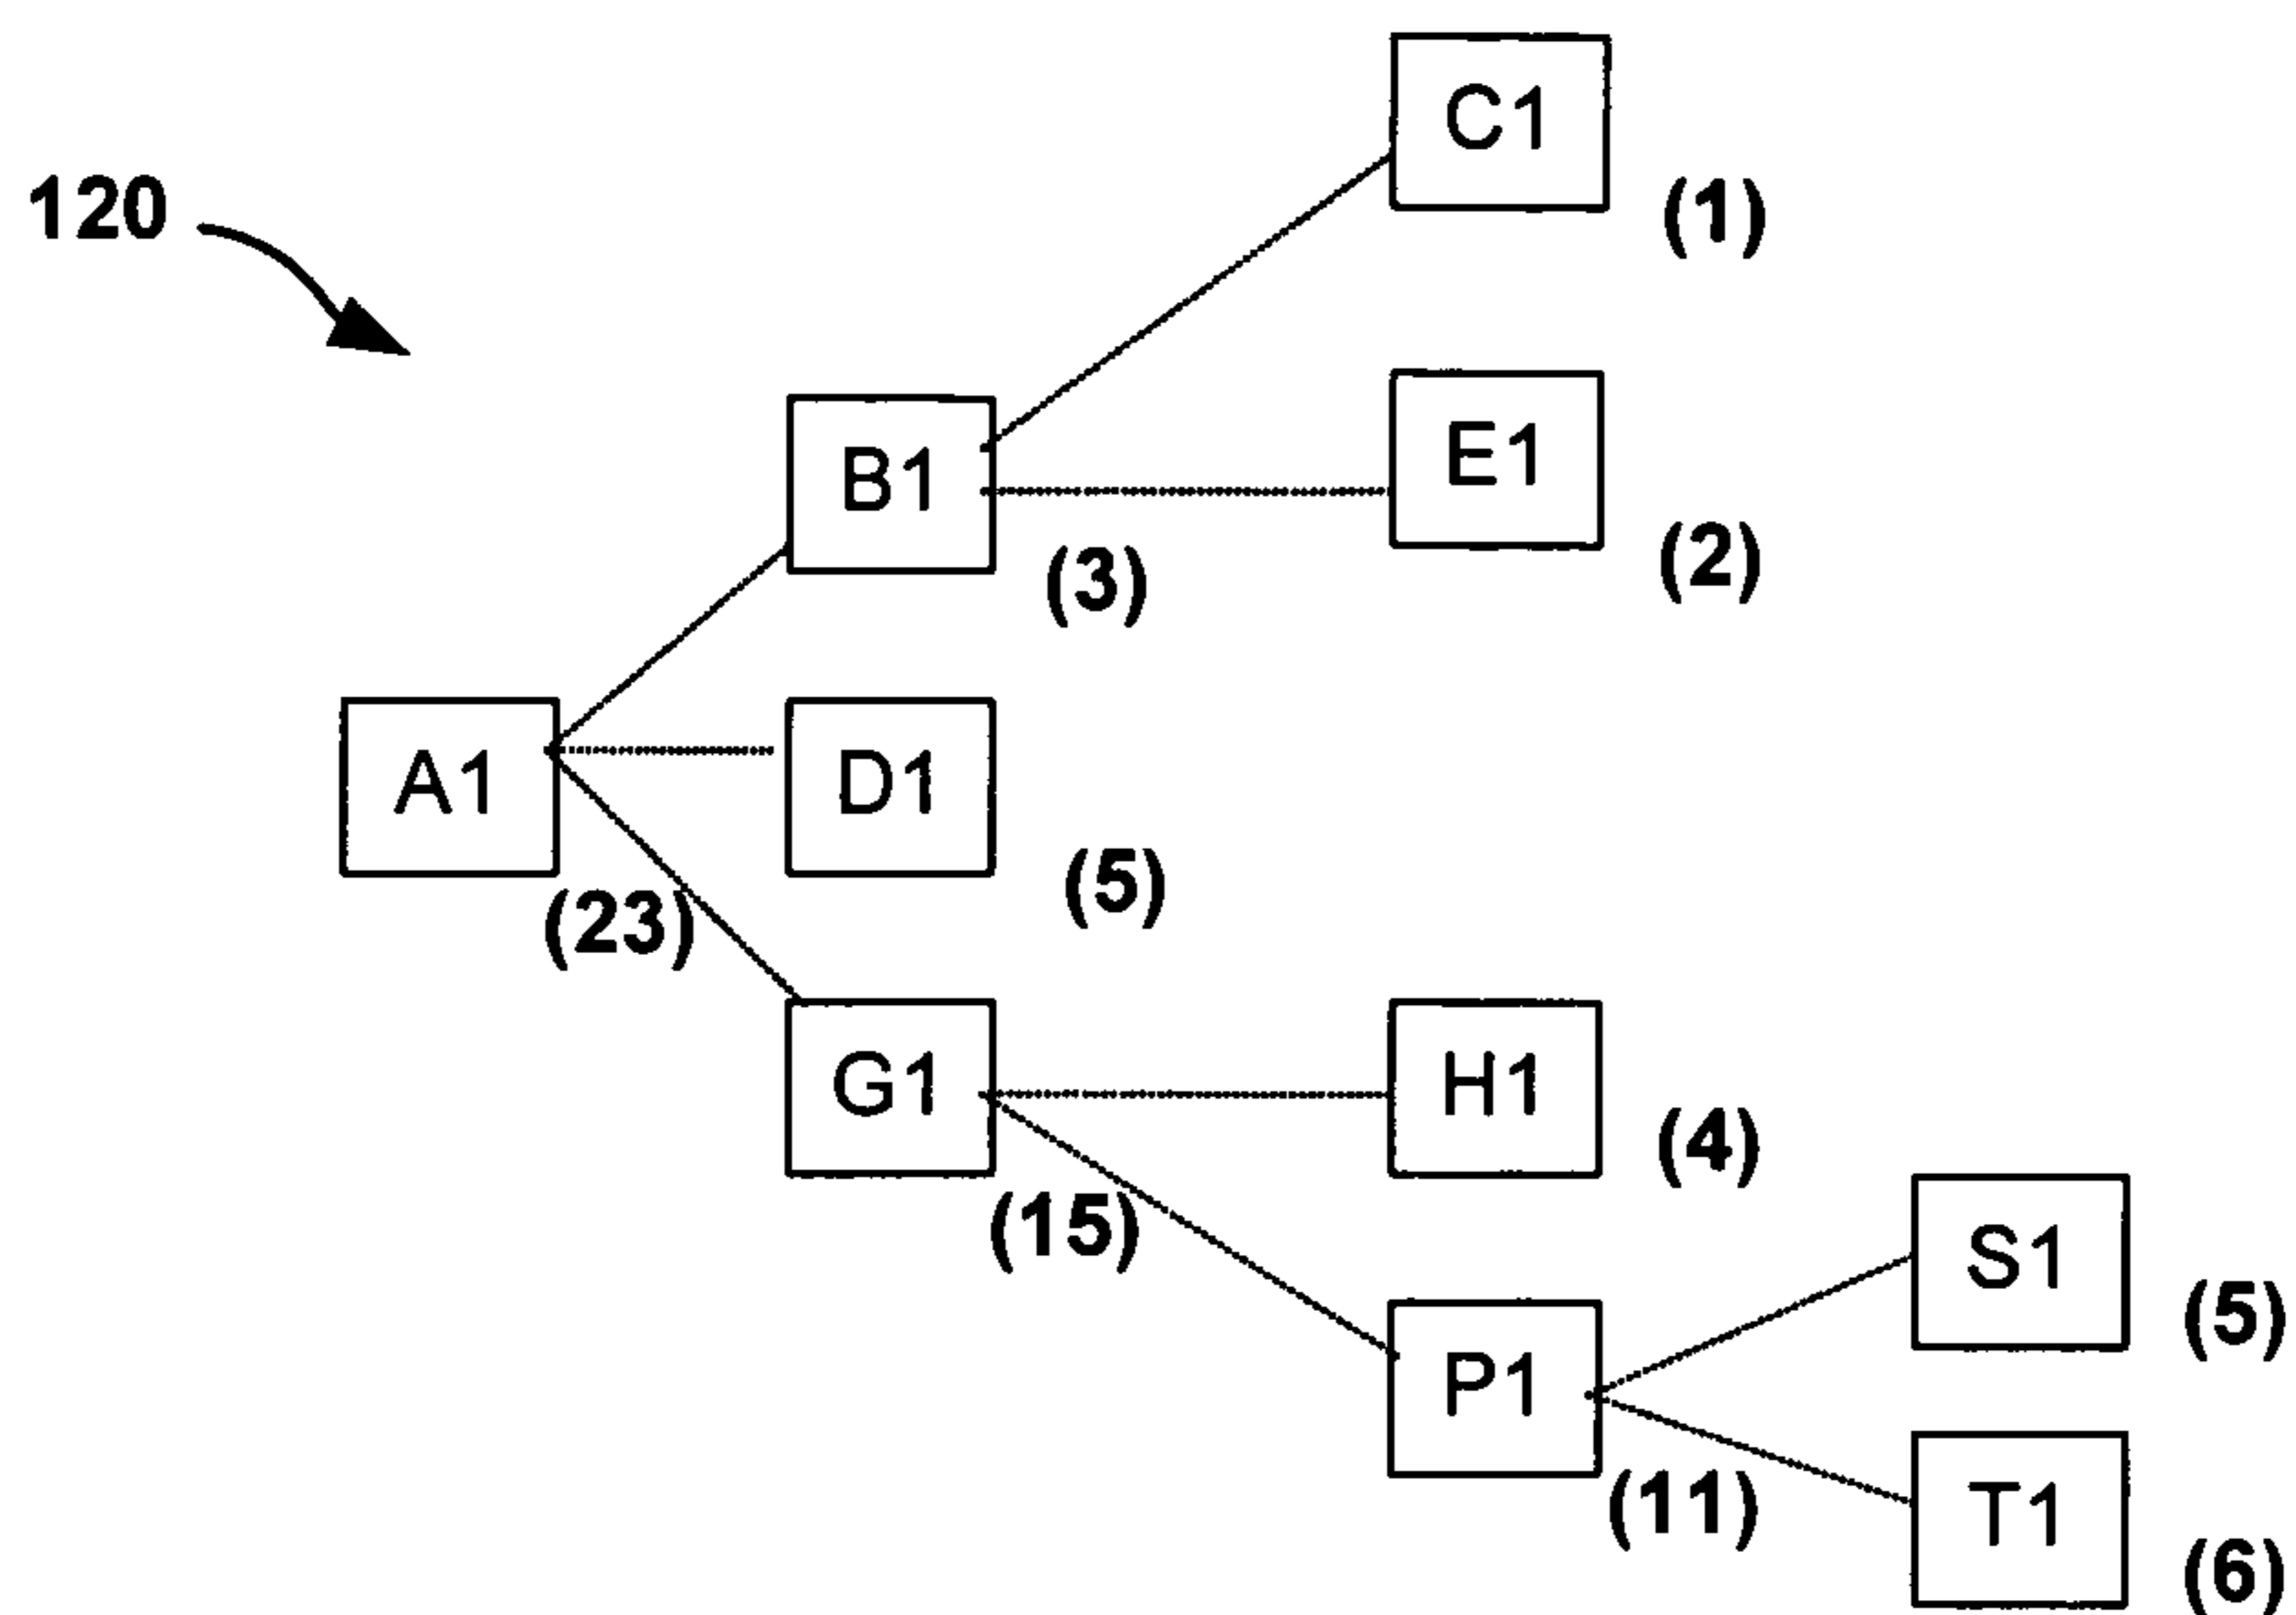 C1
(1)
120
E1
(2)
B1
(3)
A1
(23)
D1
(5)
G1
(15)
H1
(4)
P1
(11)
S1
(5)
T1
(6)